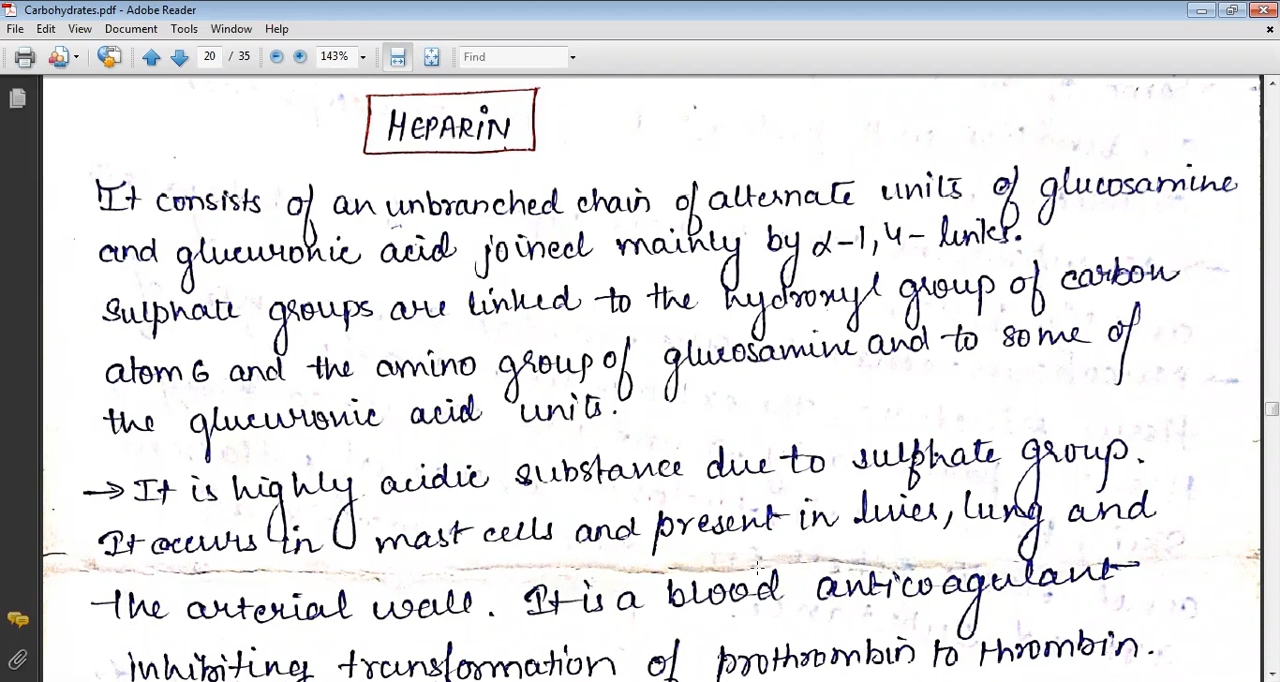 Carbohydrates.pdf - Adobe Reader
File Edit View Document Tools Window Help
20 / 35 143% Find
HEPARIN
It consists of an unbranched chain of alternate units of glucosamine
and glucuronic acid joined mainly by α-1,4- links.
Sulphate groups are linked to the hydroxyl group of carbon
atom 6 and the amino group of glucosamine and to some of
the glucuronic acid units.
→ It is highly acidic substance due to sulphate group.
It occurs in mast cells and present in liver, lung and
the arterial wall. It is a blood anticoagulant
inhibiting transformation of prothrombin to thrombin.